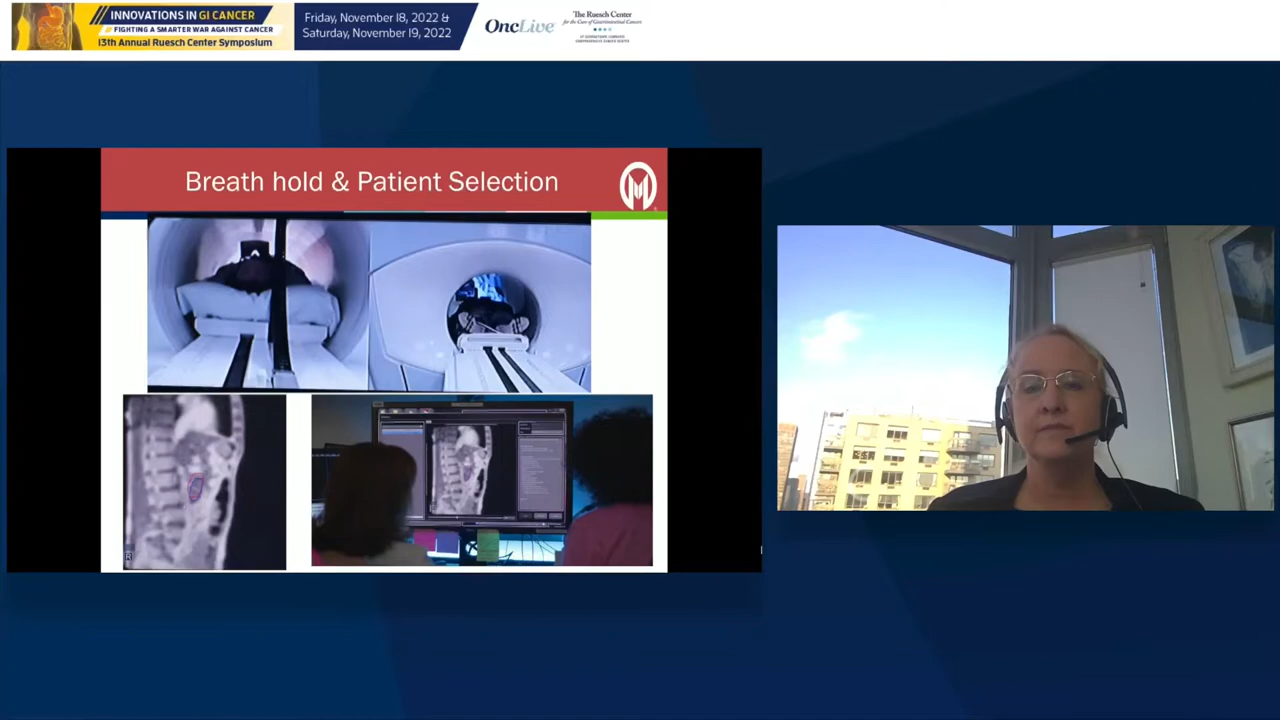 INNOVATIONS IN GI CANCER
FIGHTING A SMARTER WAR AGAINST CANCER
13th Annual Ruesch Center Symposium
Friday, November 18, 2022 &
Saturday, November 19, 2022
OncLive
The Ruesch Center
for the Cure of Gastrointestinal Cancers
Breath hold & Patient Selection